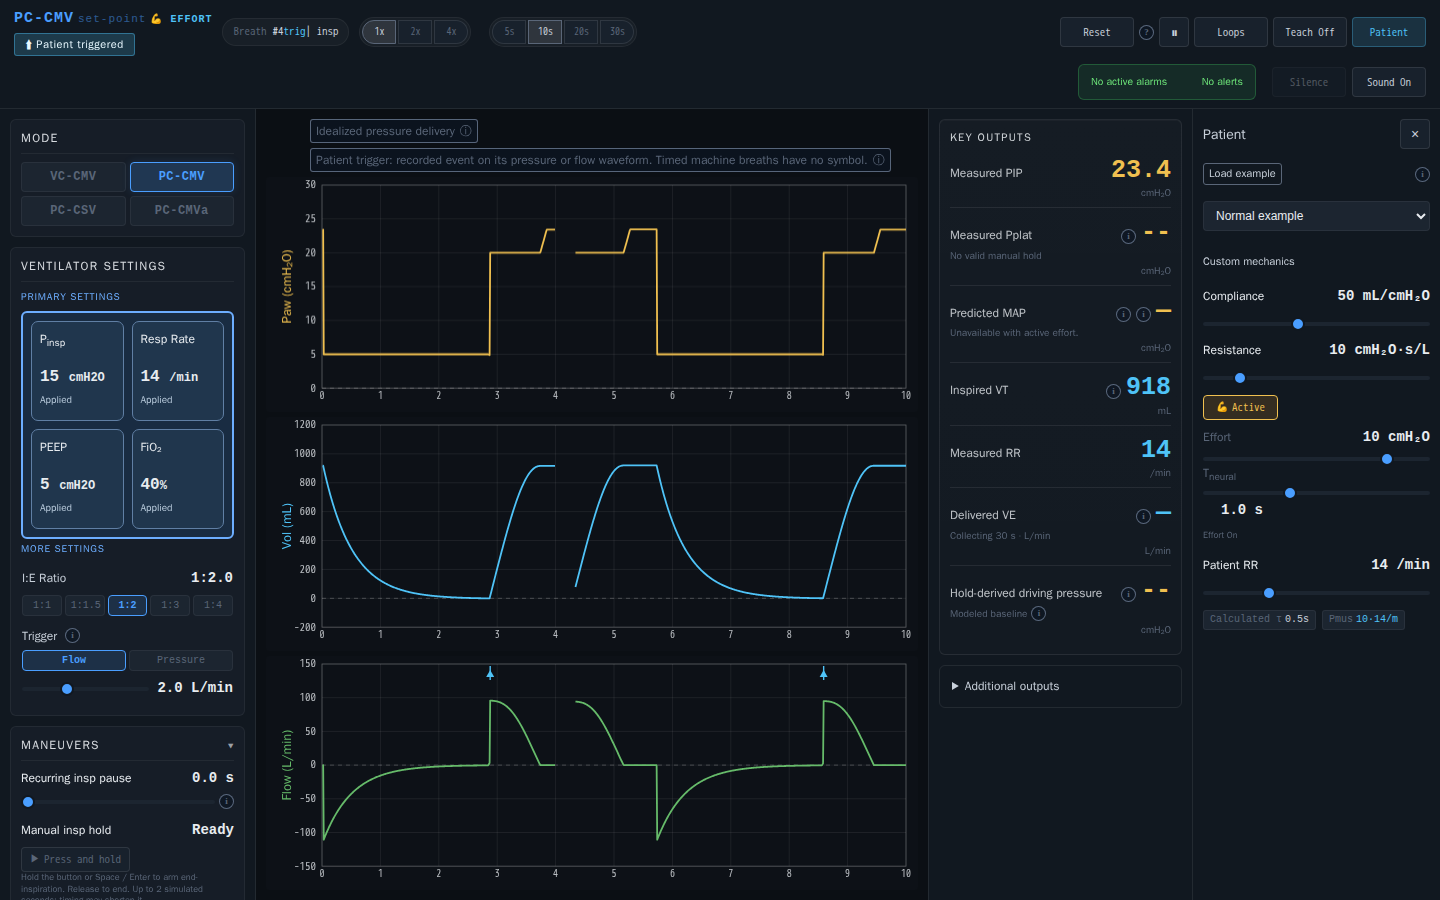 PC-CMV set-point 💪 EFFORT
⬆ Patient triggered
Breath #4 trig| insp
1x 2x 4x
5s 10s 20s 30s
Reset ? ⏸ Loops Teach Off Patient
No active alarms No alerts
Silence Sound On
MODE
VC-CMV PC-CMV
PC-CSV PC-CMVa
VENTILATOR SETTINGS
PRIMARY SETTINGS
Pinsp
15 cmH2O
Applied
Resp Rate
14 /min
Applied
PEEP
5 cmH2O
Applied
FiO₂
40%
Applied
MORE SETTINGS
I:E Ratio 1:2.0
1:1 1:1.5 1:2 1:3 1:4
Trigger i
Flow Pressure
2.0 L/min
MANEUVERS ▾
Recurring insp pause 0.0 s
i
Manual insp hold Ready
▶ Press and hold
Hold the button or Space / Enter to arm end-
inspiration. Release to end. Up to 2 simulated
Idealized pressure delivery ⓘ
Patient trigger: recorded event on its pressure or flow waveform. Timed machine breaths have no symbol. ⓘ
Paw (cmH₂O)
30
25
20
15
10
5
0
0 1 2 3 4 5 6 7 8 9 10
Vol (mL)
1200
1000
800
600
400
200
0
-200
0 1 2 3 4 5 6 7 8 9 10
Flow (L/min)
150
100
50
0
-50
-100
-150
0 1 2 3 4 5 6 7 8 9 10
KEY OUTPUTS
Measured PIP 23.4
cmH₂O
Measured Pplat i --
No valid manual hold
cmH₂O
Predicted MAP i i —
Unavailable with active effort.
cmH₂O
Inspired VT i 918
mL
Measured RR 14
/min
Delivered VE i —
Collecting 30 s · L/min
L/min
Hold-derived driving pressure i --
Modeled baseline i
cmH₂O
▶ Additional outputs
Patient ×
Load example i
Normal example
Custom mechanics
Compliance 50 mL/cmH₂O
Resistance 10 cmH₂O·s/L
💪 Active
Effort 10 cmH₂O
Tneural
1.0 s
Effort On
Patient RR 14 /min
Calculated τ 0.5s Pmus 10·14/m